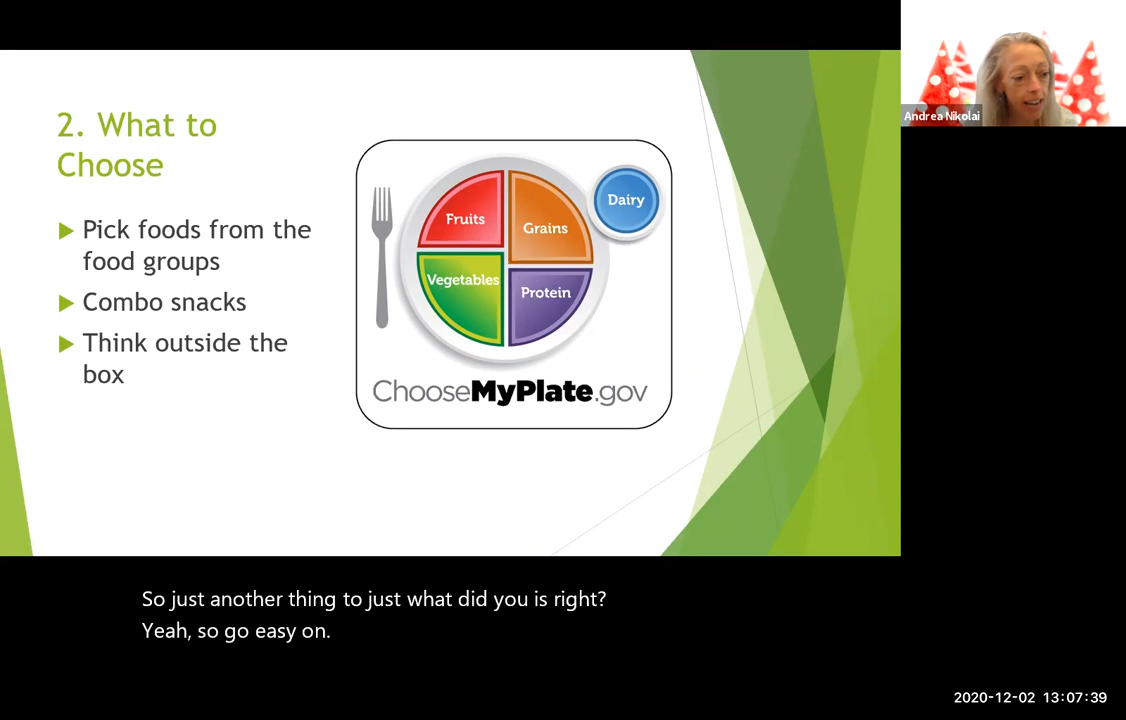 2. What to
Choose
Pick foods from the
food groups
Combo snacks
Think outside the
box
Fruits
Grains
Dairy
Vegetables
Protein
ChooseMyPlate.gov
Andrea Nikolai
So just another thing to just what did you is right?
Yeah, so go easy on.
2020-12-02 13:07:39